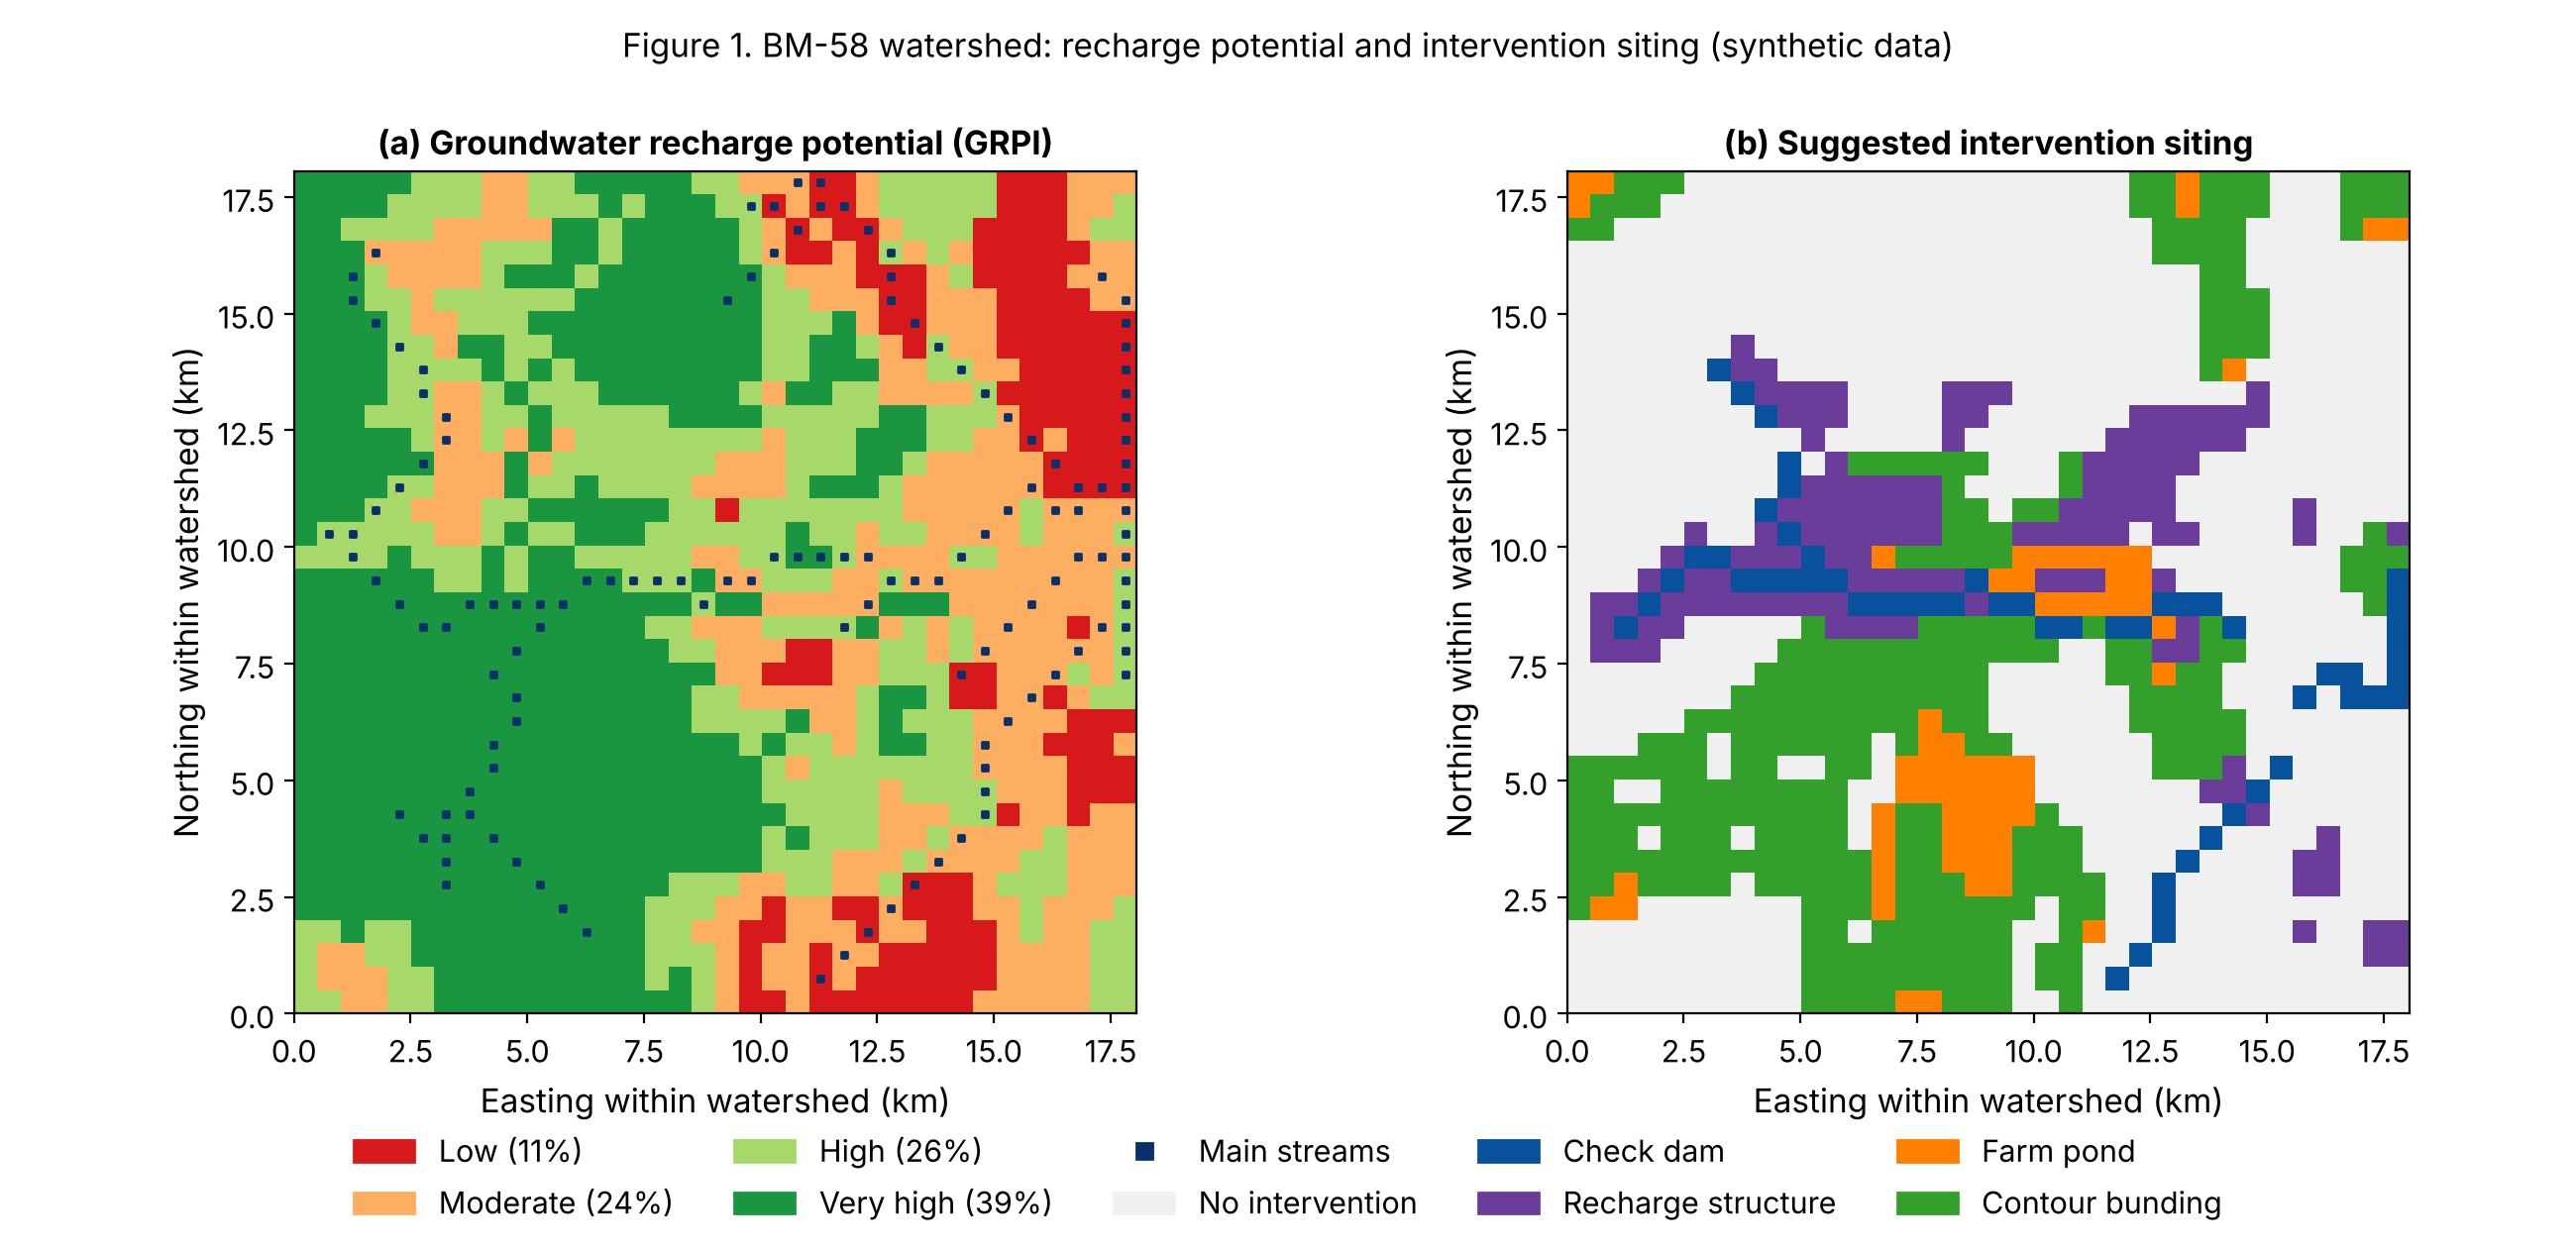 Figure 1. BM-58 watershed: recharge potential and intervention siting (synthetic data)
(a) Groundwater recharge potential (GRPI)
Northing within watershed (km)
17.5
15.0
12.5
10.0
7.5
5.0
2.5
0.0
0.0 2.5 5.0 7.5 10.0 12.5 15.0 17.5
Easting within watershed (km)
(b) Suggested intervention siting
Northing within watershed (km)
17.5
15.0
12.5
10.0
7.5
5.0
2.5
0.0
0.0 2.5 5.0 7.5 10.0 12.5 15.0 17.5
Easting within watershed (km)
Low (11%) High (26%) Main streams Check dam Farm pond
Moderate (24%) Very high (39%) No intervention Recharge structure Contour bunding